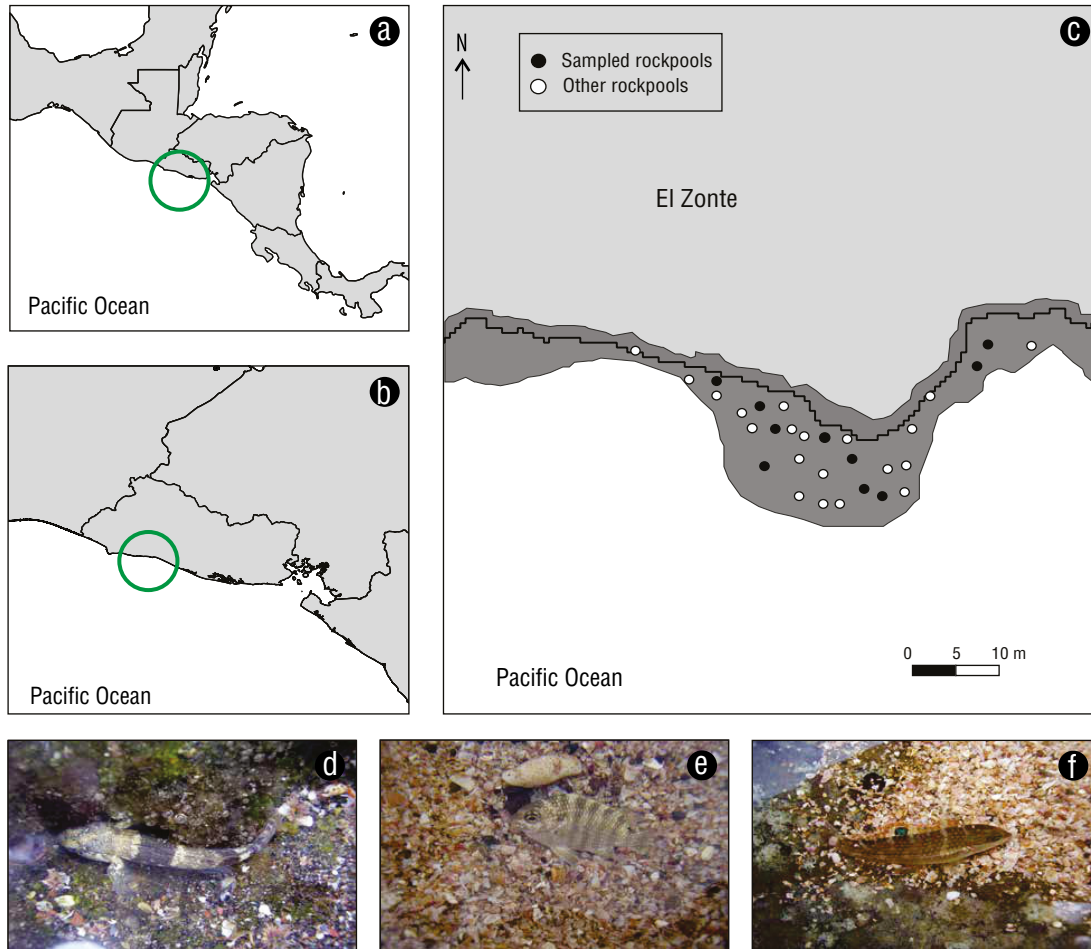 a
Pacific Ocean
b
Pacific Ocean
c
N
Sampled rockpools
Other rockpools
El Zonte
Pacific Ocean
0 5 10 m
d
e
f